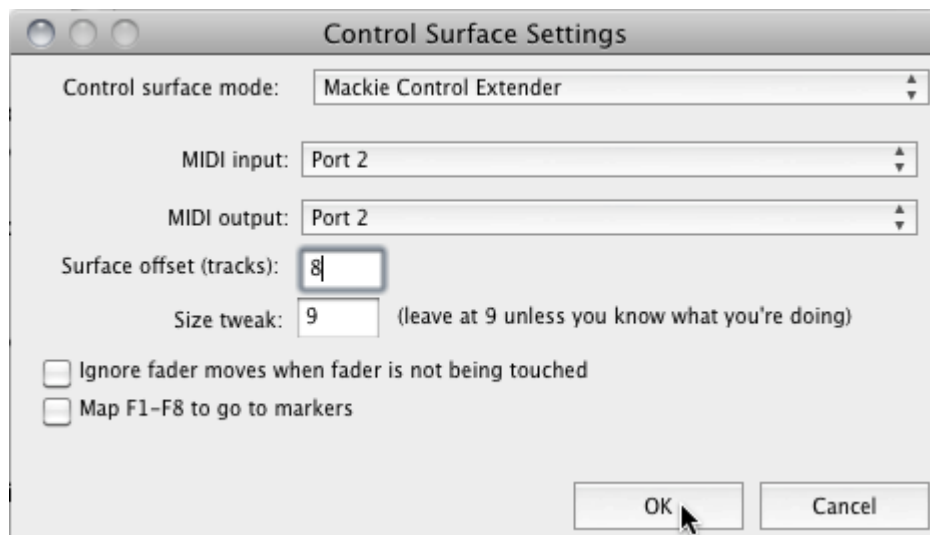 Control Surface Settings
Control surface mode: Mackie Control Extender
MIDI input: Port 2
MIDI output: Port 2
Surface offset (tracks): 8
Size tweak: 9 (leave at 9 unless you know what you're doing)
Ignore fader moves when fader is not being touched
Map F1-F8 to go to markers
OK Cancel